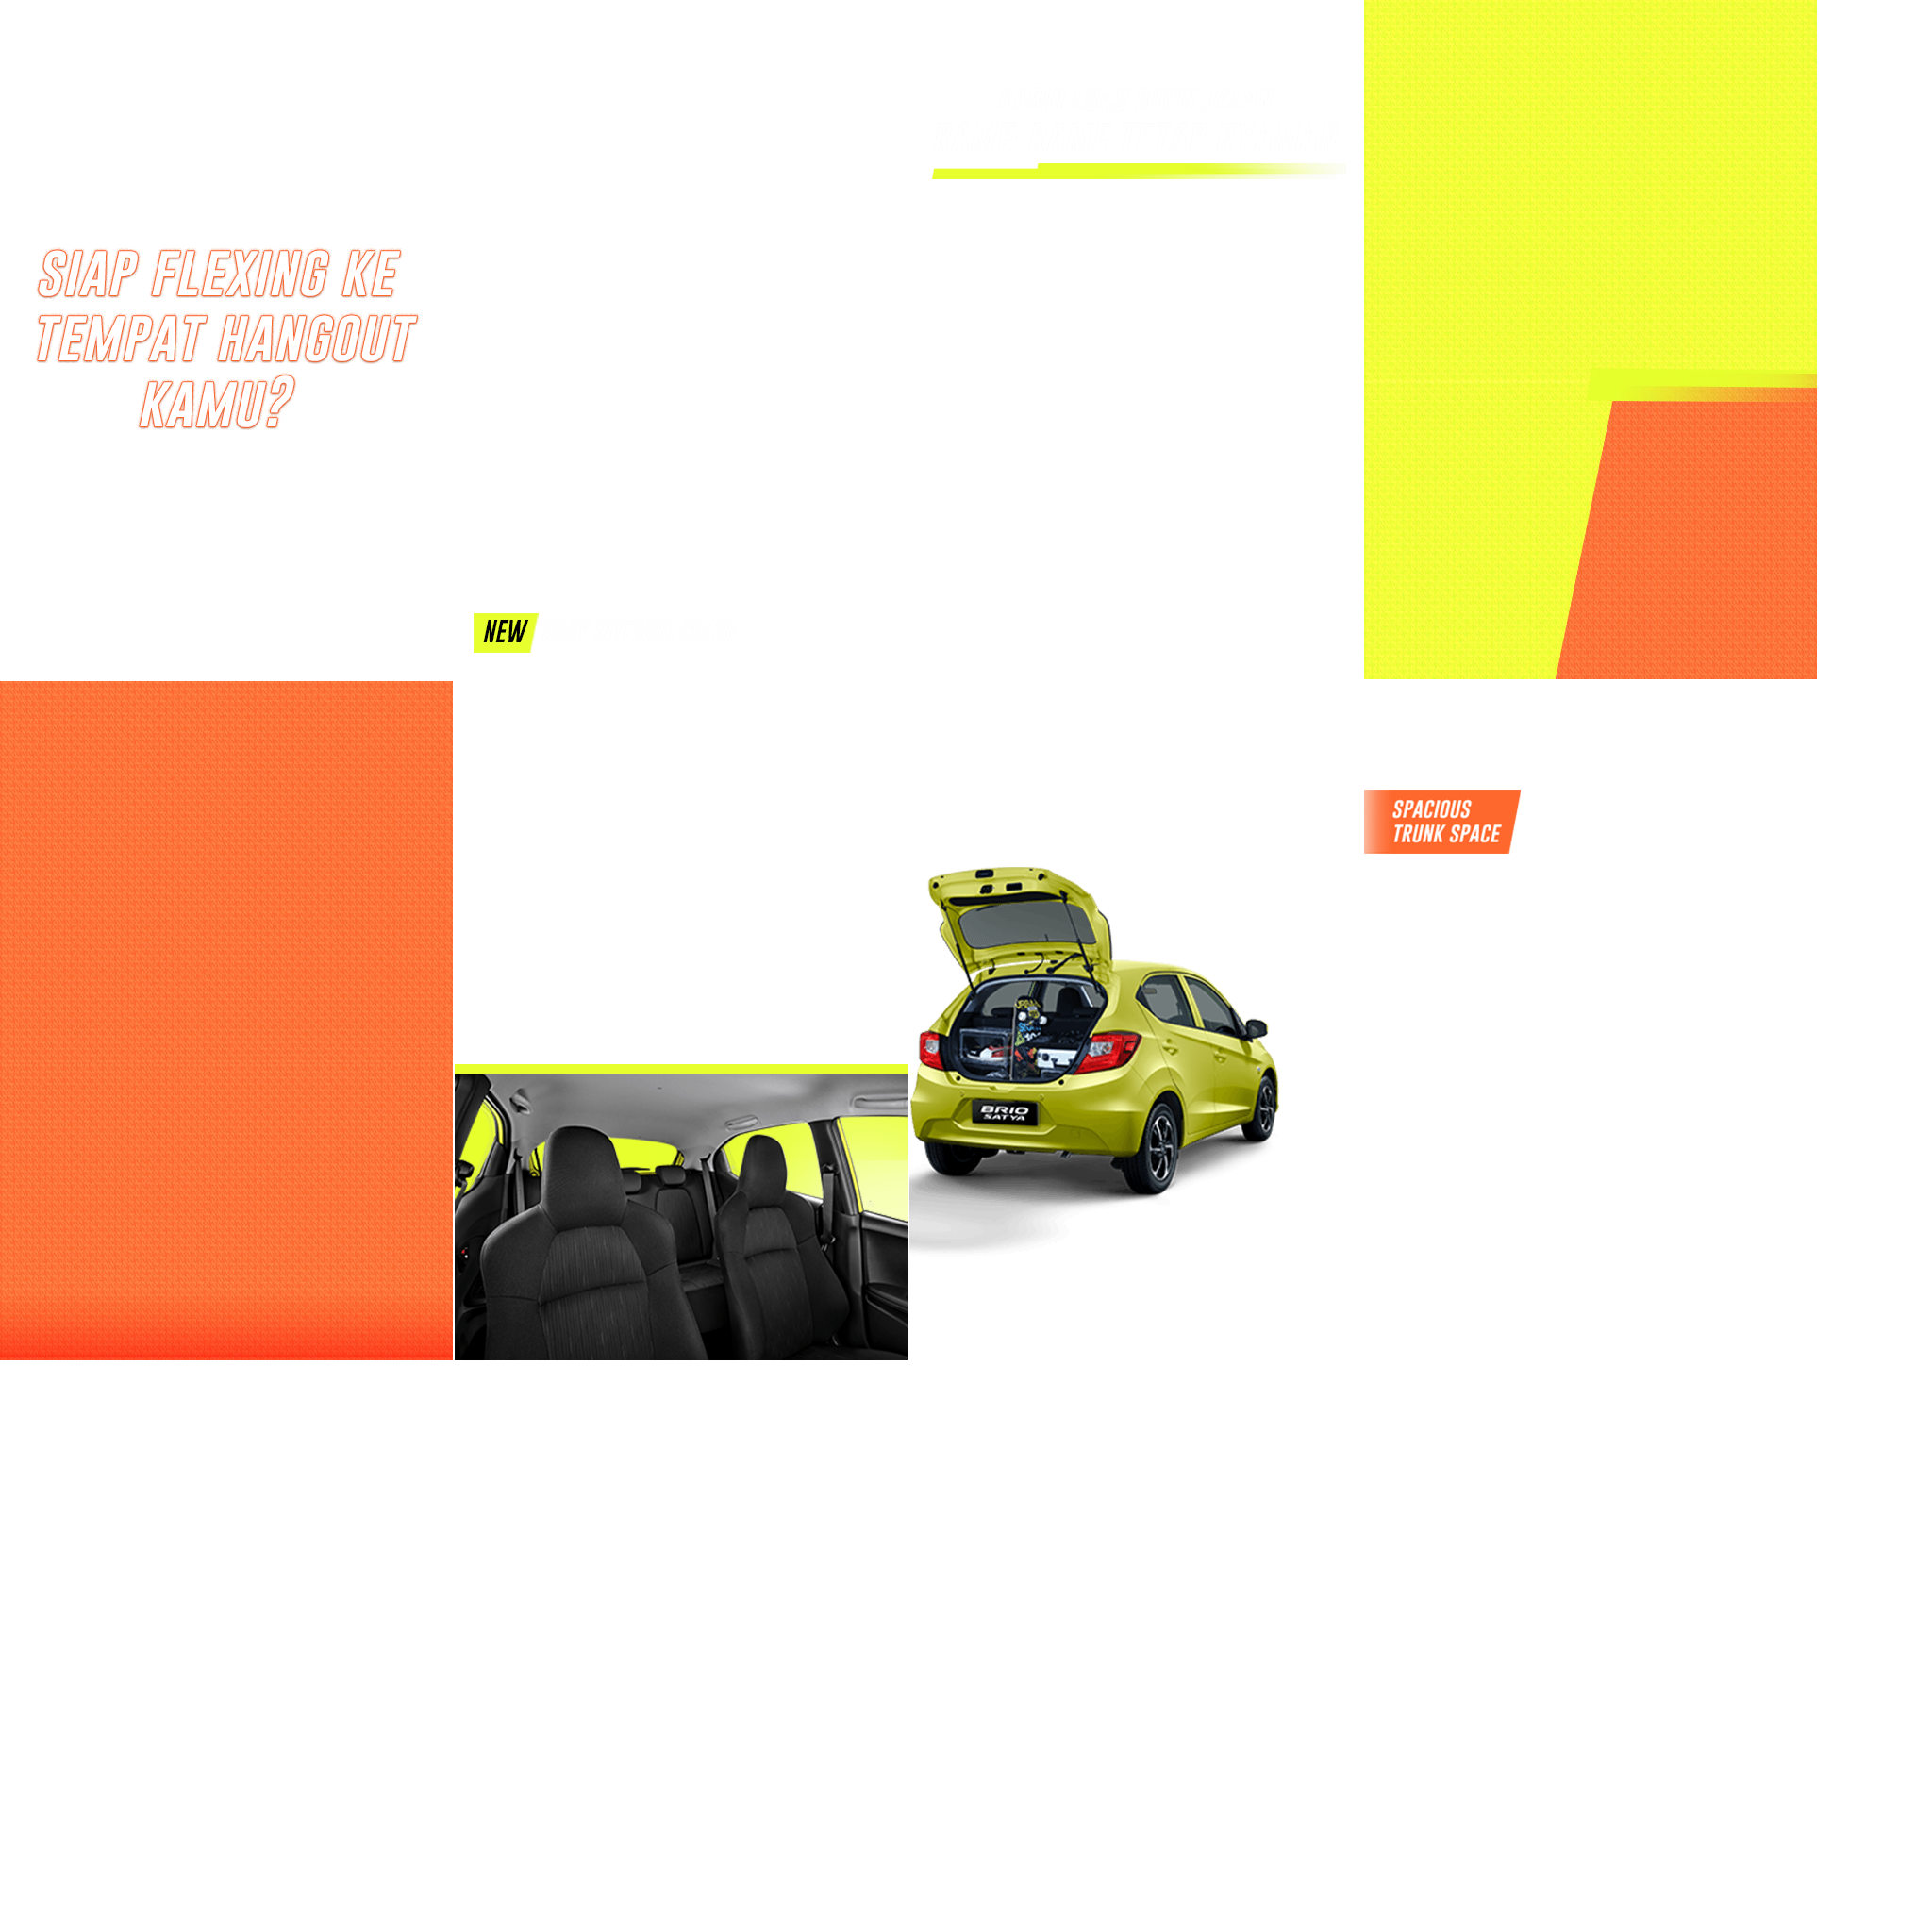 SIAP FLEXING KE
TEMPAT HANGOUT
KAMU?
NEW
SPACIOUS
TRUNK SPACE
BRIO
SATYA